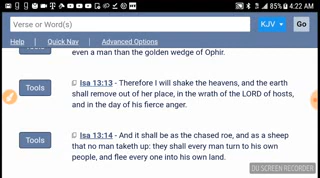 85% 4:22 AM
Verse or Word(s) KJV Go
Help | Quick Nav | Advanced Options
Tools even a man than the golden wedge of Ophir.
Isa 13:13 - Therefore I will shake the heavens, and the earth
Tools shall remove out of her place, in the wrath of the LORD of hosts,
and in the day of his fierce anger.
Isa 13:14 - And it shall be as the chased roe, and as a sheep
Tools that no man taketh up: they shall every man turn to his own
people, and flee every one into his own land.
DU SCREEN RECORDER